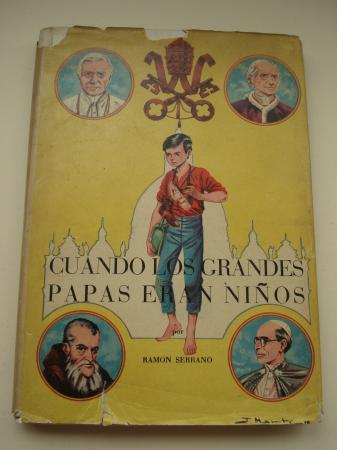 CUANDO LOS GRANDES
PAPAS ERAN NIÑOS
por
RAMON SERRANO